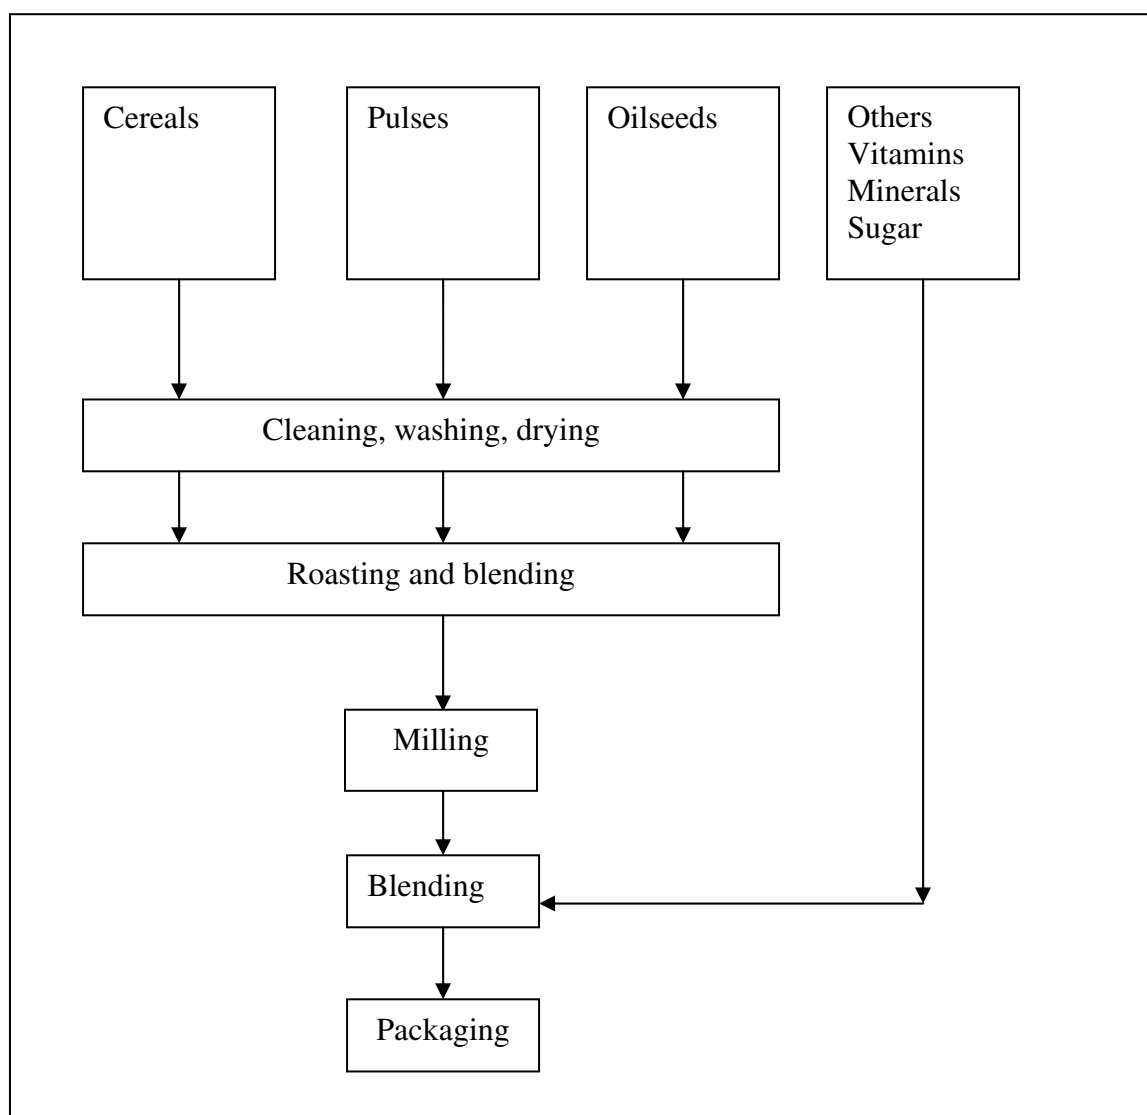 Cereals
Pulses
Oilseeds
Others
Vitamins
Minerals
Sugar
Cleaning, washing, drying
Roasting and blending
Milling
Blending
Packaging